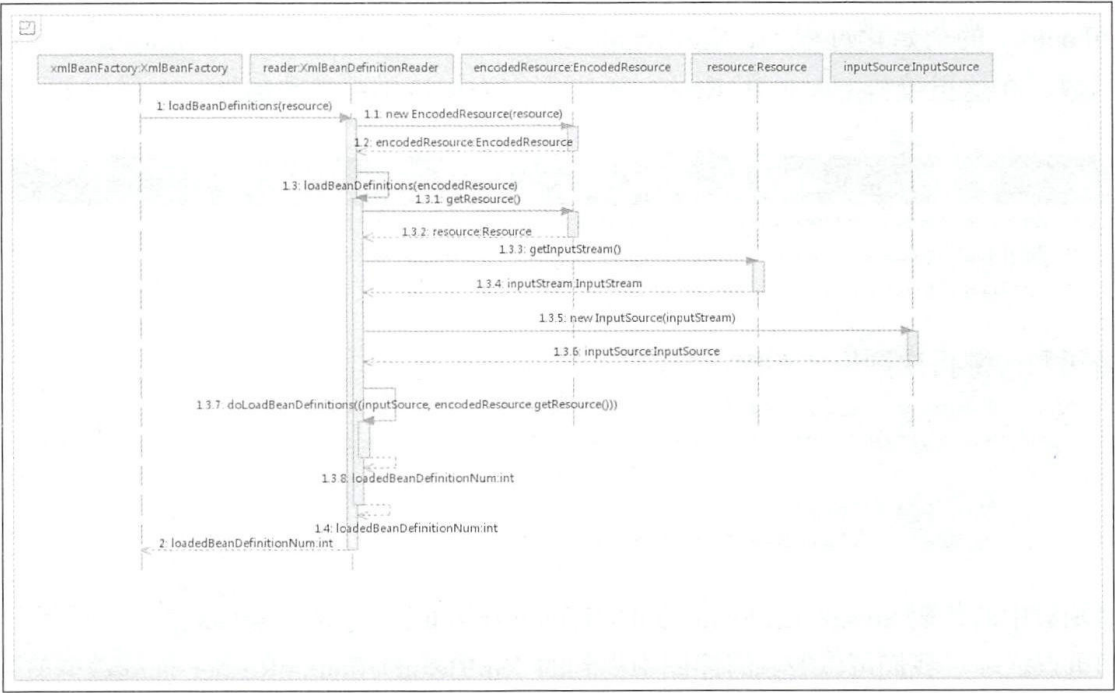 xmlBeanFactory:XmlBeanFactory
reader:XmlBeanDefinitionReader
encodedResource:EncodedResource
resource:Resource
inputSource:InputSource
1: loadBeanDefinitions(resource)
1.1: new EncodedResource(resource)
1.2: encodedResource:EncodedResource
1.3: loadBeanDefinitions(encodedResource)
1.3.1: getResource()
1.3.2: resource:Resource
1.3.3: getInputStream()
1.3.4: inputStream:InputStream
1.3.5: new InputSource(inputStream)
1.3.6: inputSource:InputSource
1.3.7: doLoadBeanDefinitions((inputSource, encodedResource.getResource()))
1.3.8: loadedBeanDefinitionNum:int
1.4: loadedBeanDefinitionNum:int
2: loadedBeanDefinitionNum:int